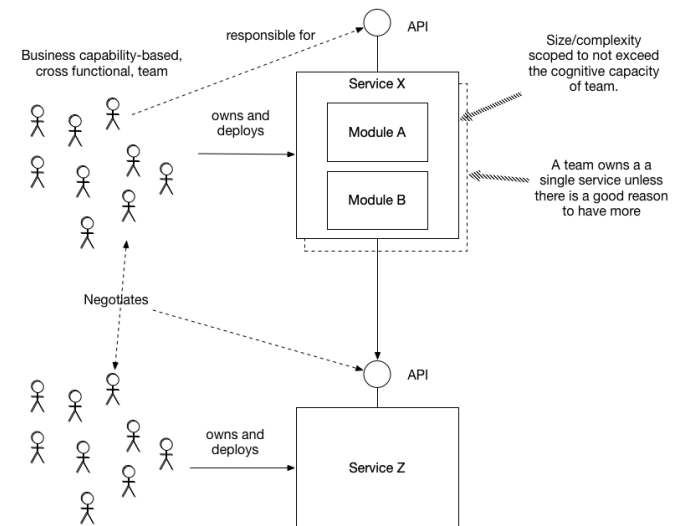 responsible for
API
Business capability-based,
cross functional, team
Size/complexity
scoped to not exceed
the cognitive capacity
of team.
Service X
owns and
deploys
Module A
Module B
A team owns a a
single service unless
there is a good reason
to have more
Negotiates
API
owns and
deploys
Service Z